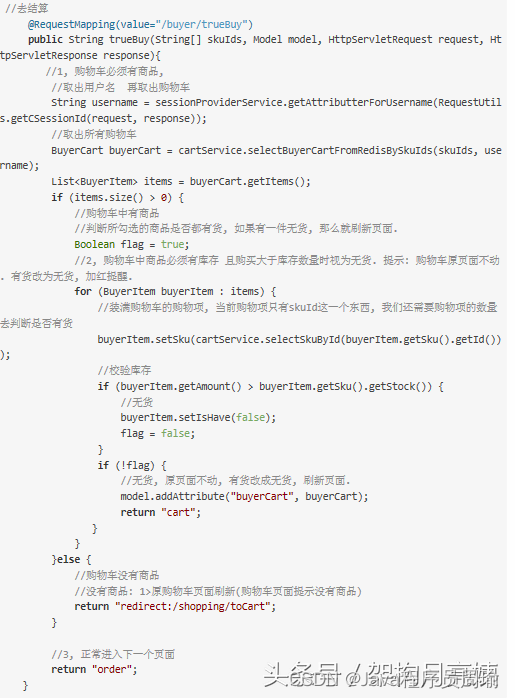 //去结算
@RequestMapping(value="/buyer/trueBuy")
public String trueBuy(String[] skuIds, Model model, HttpServletRequest request, Ht
tpServletResponse response){
//1, 购物车必须有商品,
//取出用户名  再取出购物车
String username = sessionProviderService.getAttributterForUsername(RequestUtil
s.getCSessionId(request, response));
//取出所有购物车
BuyerCart buyerCart = cartService.selectBuyerCartFromRedisBySkuIds(skuIds, use
rname);
List<BuyerItem> items = buyerCart.getItems();
if (items.size() > 0) {
//购物车中有商品
//判断所勾选的商品是否都有货, 如果有一件无货, 那么就刷新页面.
Boolean flag = true;
//2, 购物车中商品必须有库存 且购买大于库存数量时视为无货. 提示: 购物车原页面不动
. 有货改为无货, 加红提醒.
for (BuyerItem buyerItem : items) {
//装满购物车的购物项, 当前购物项只有skuId这一个东西, 我们还需要购物项的数量
去判断是否有货
buyerItem.setSku(cartService.selectSkuById(buyerItem.getSku().getId())
);
//校验库存
if (buyerItem.getAmount() > buyerItem.getSku().getStock()) {
//无货
buyerItem.setIsHave(false);
flag = false;
}
if (!flag) {
//无货, 原页面不动, 有货改成无货, 刷新页面.
model.addAttribute("buyerCart", buyerCart);
return "cart";
}
}
}else {
//购物车没有商品
//没有商品: 1>原购物车页面刷新(购物车页面提示没有商品)
return "redirect:/shopping/toCart";
}
//3, 正常进入下一个页面
return "order";
}